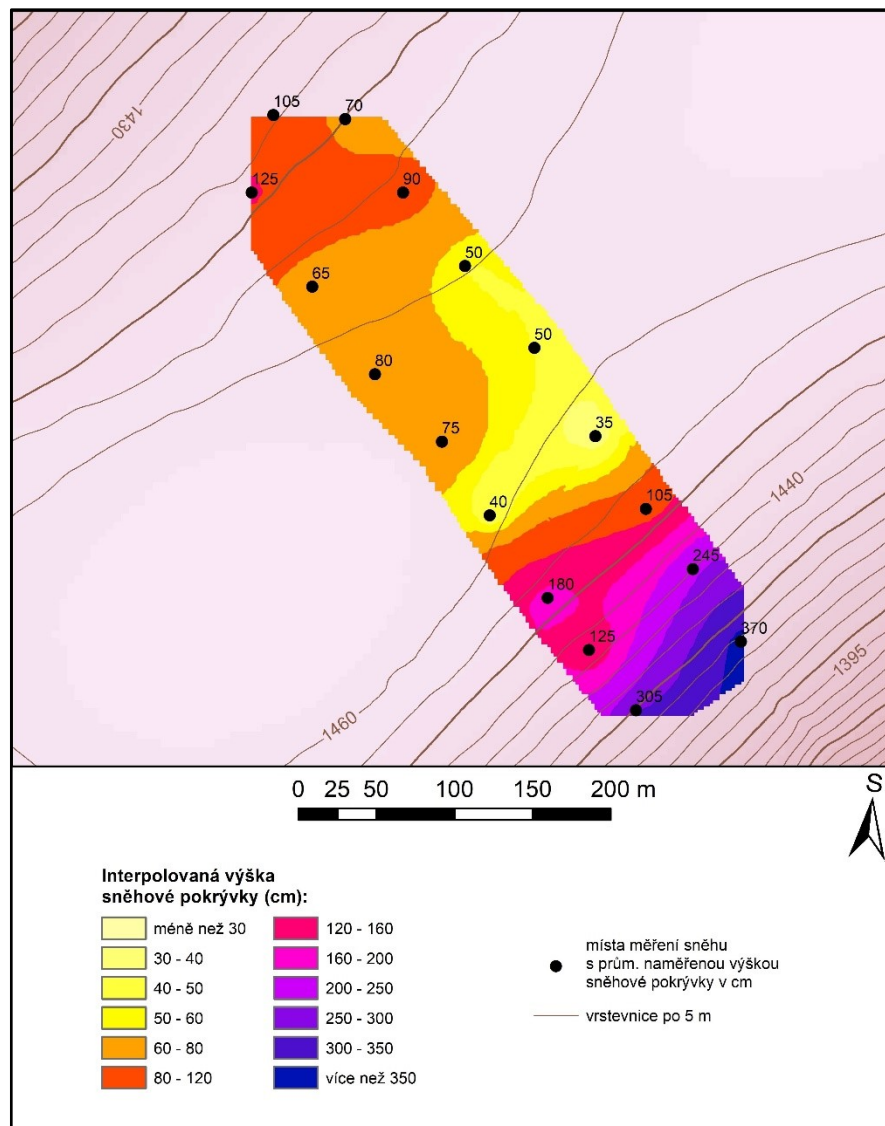 105
70
1430
125
90
50
65
50
80
35
75
40
105
1440
245
180
370
125
1395
305
1460
0 25 50 100 150 200 m
S
Interpolovaná výška
sněhové pokrývky (cm):
méně než 30
30 - 40
40 - 50
50 - 60
60 - 80
80 - 120
120 - 160
160 - 200
200 - 250
250 - 300
300 - 350
více než 350
místa měření sněhu
s prům. naměřenou výškou
sněhové pokrývky v cm
vrstevnice po 5 m